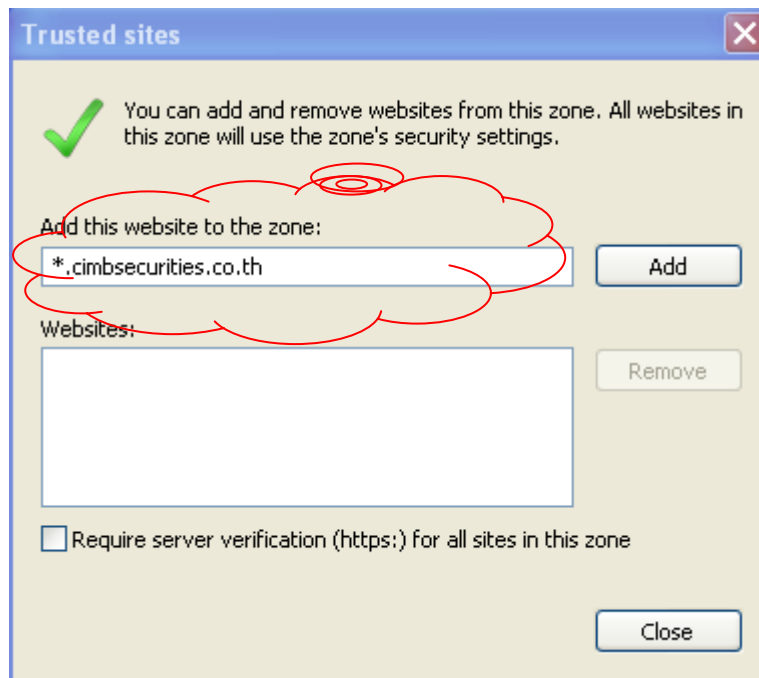 Trusted sites
You can add and remove websites from this zone. All websites in
this zone will use the zone's security settings.
Add this website to the zone:
*.cimbsecurities.co.th
Add
Websites:
Remove
Require server verification (https:) for all sites in this zone
Close